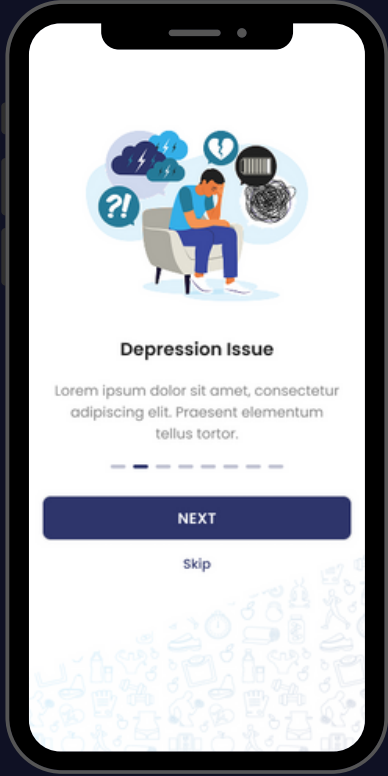 ?!
Depression Issue
Lorem ipsum dolor sit amet, consectetur
adipiscing elit. Praesent elementum
tellus tortor.
NEXT
Skip